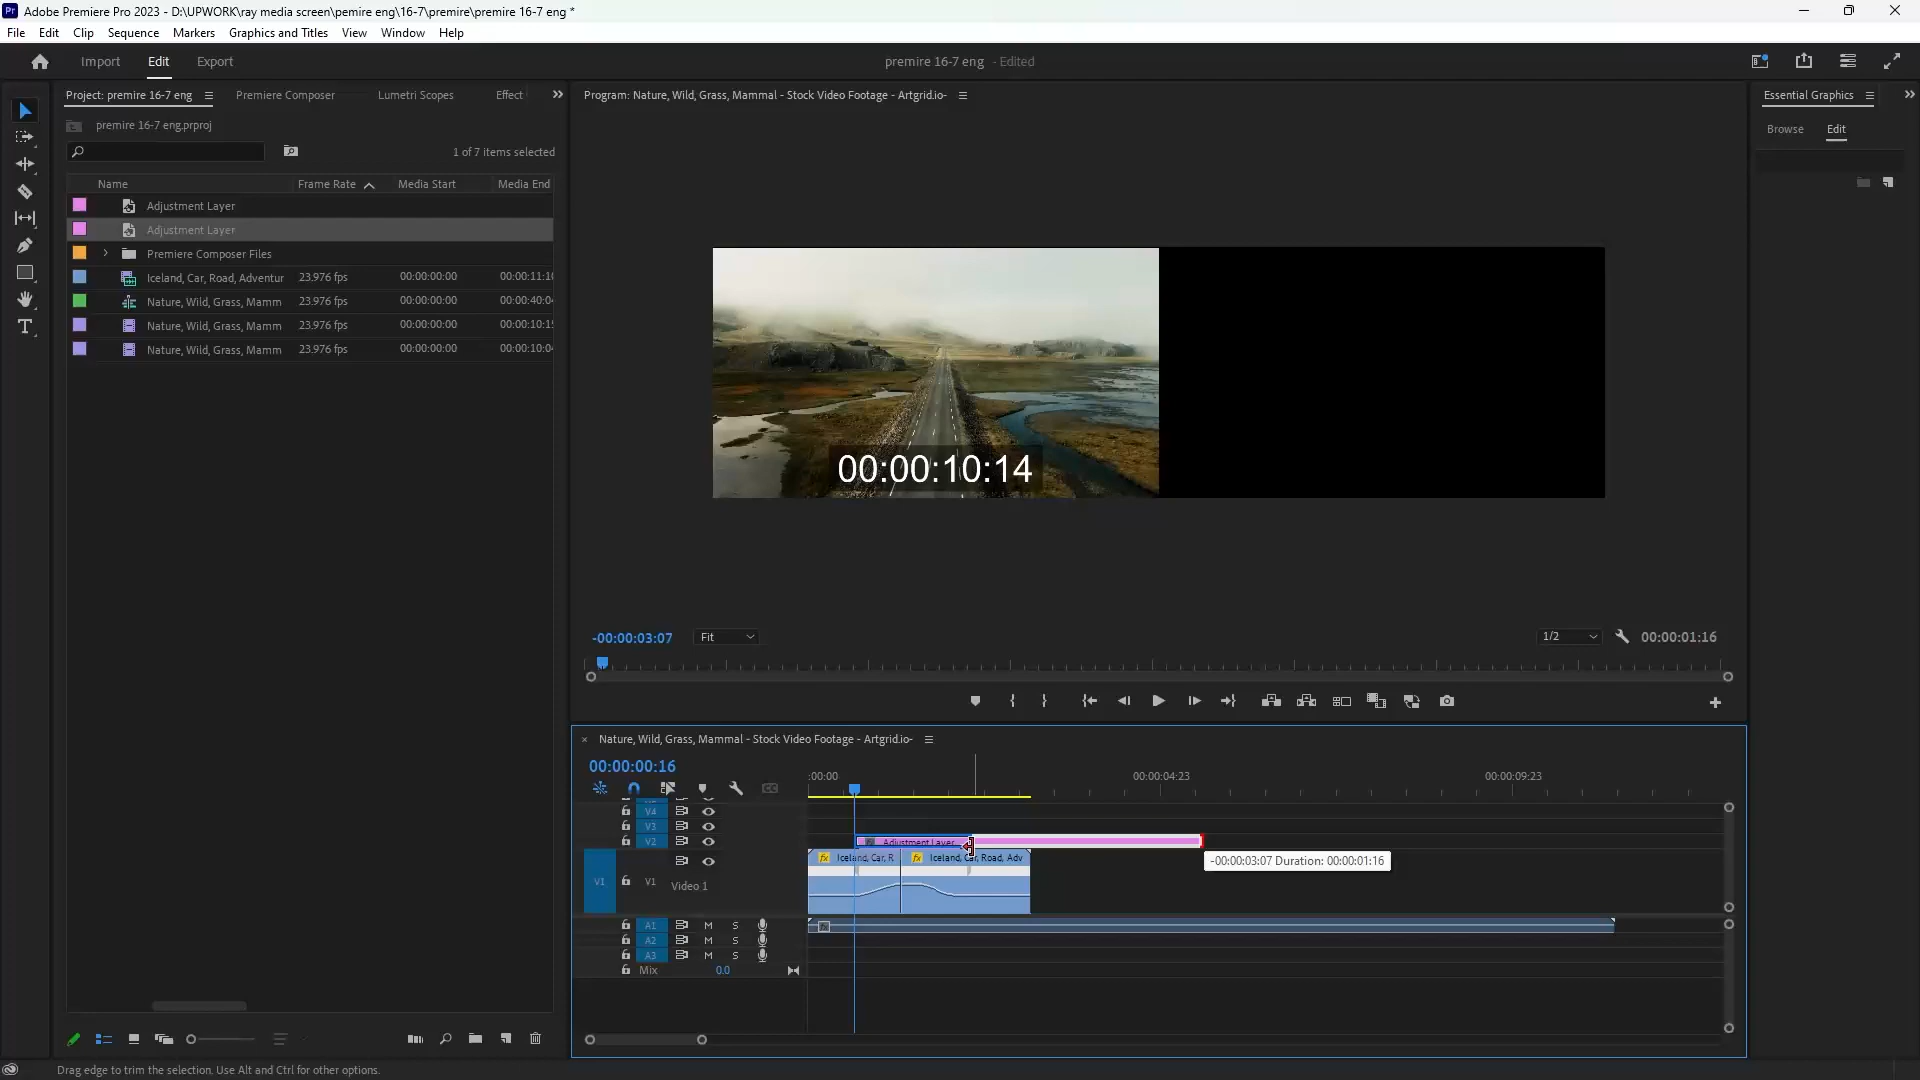 Adobe Premiere Pro 2023 - D:\UPWORK\ray media screen\pemire eng\16-7\premire\premire 16-7 eng *
File Edit Clip Sequence Markers Graphics and Titles View Window Help
Import Edit Export
premire 16-7 eng - Edited
Project: premire 16-7 eng Premiere Composer Lumetri Scopes Effect
Program: Nature, Wild, Grass, Mammal - Stock Video Footage - Artgrid.io-
Essential Graphics
premire 16-7 eng.prproj
Browse Edit
1 of 7 items selected
Name Frame Rate Media Start Media End
Adjustment Layer
Adjustment Layer
Premiere Composer Files
Iceland, Car, Road, Adventur 23.976 fps 00:00:00:00 00:00:11:10
Nature, Wild, Grass, Mamm 23.976 fps 00:00:00:00 00:00:40:04
Nature, Wild, Grass, Mamm 23.976 fps 00:00:00:00 00:00:10:15
Nature, Wild, Grass, Mamm 23.976 fps 00:00:00:00 00:00:10:04
00:00:10:14
-00:00:03:07 Fit 1/2 00:00:01:16
Nature, Wild, Grass, Mammal - Stock Video Footage - Artgrid.io-
00:00:00:16
:00:00 00:00:04:23 00:00:09:23
V4
V3
V2 Adjustment Layer
Iceland, Car, R Iceland, Car, Road, Adv
-00:00:03:07 Duration: 00:00:01:16
V1 V1 Video 1
A1 M S
A2 M S
A3 M S
Mix 0.0
Drag edge to trim the selection. Use Alt and Ctrl for other options.